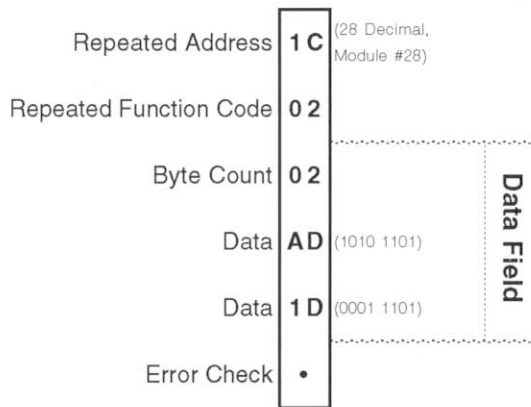 Repeated Address 1C (28 Decimal,
Module #28)
Repeated Function Code 02
Byte Count 02
Data AD (1010 1101)
Data 1D (0001 1101)
Error Check •
Data Field